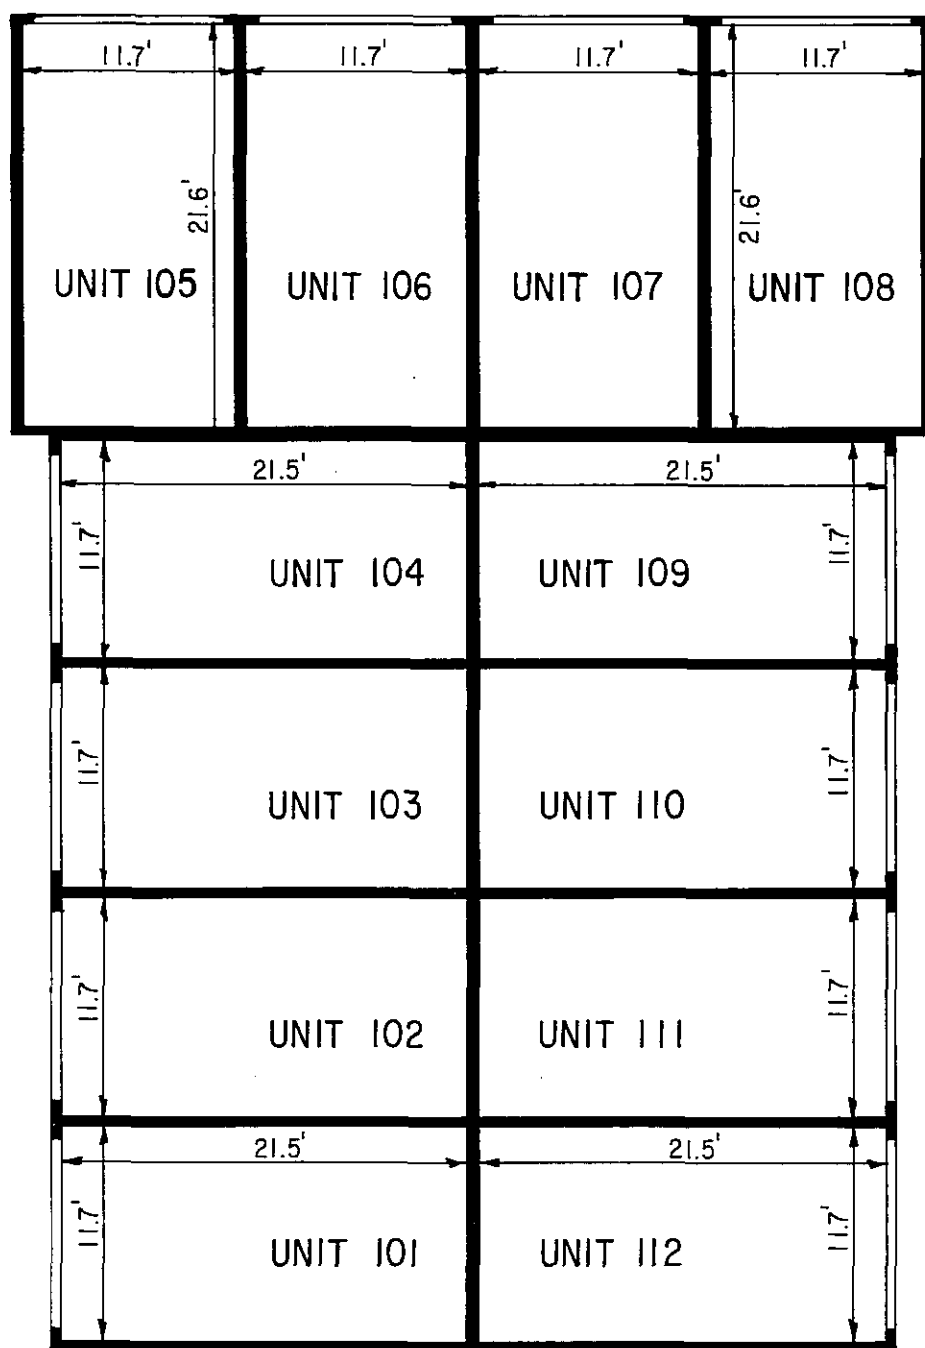 11.7' 11.7' 11.7' 11.7'
21.6' 21.6'
UNIT 105 UNIT 106 UNIT 107 UNIT 108
21.5' 21.5'
11.7' 11.7'
UNIT 104 UNIT 109
11.7' 11.7'
UNIT 103 UNIT 110
11.7' 11.7'
UNIT 102 UNIT 111
21.5' 21.5'
11.7' 11.7'
UNIT 101 UNIT 112